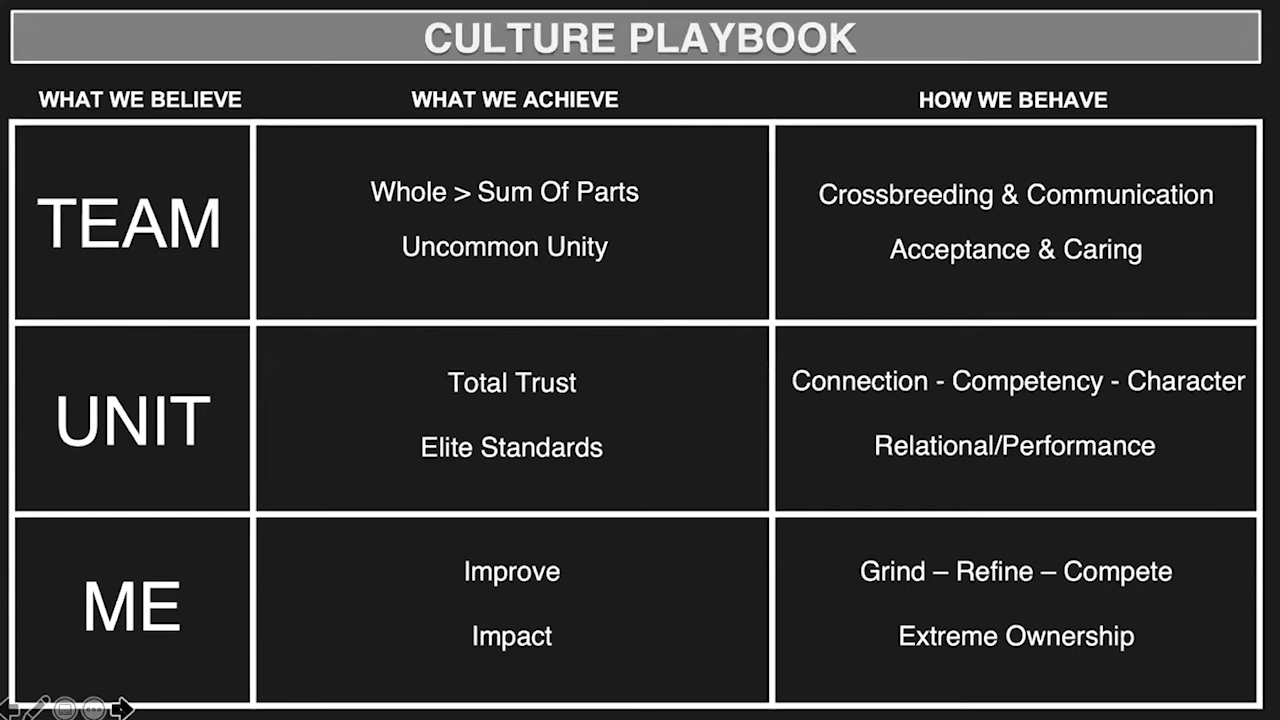 CULTURE PLAYBOOK
WHAT WE BELIEVE
WHAT WE ACHIEVE
HOW WE BEHAVE
TEAM
Whole > Sum Of Parts
Uncommon Unity
Crossbreeding & Communication
Acceptance & Caring
UNIT
Total Trust
Elite Standards
Connection - Competency - Character
Relational/Performance
ME
Improve
Impact
Grind – Refine – Compete
Extreme Ownership